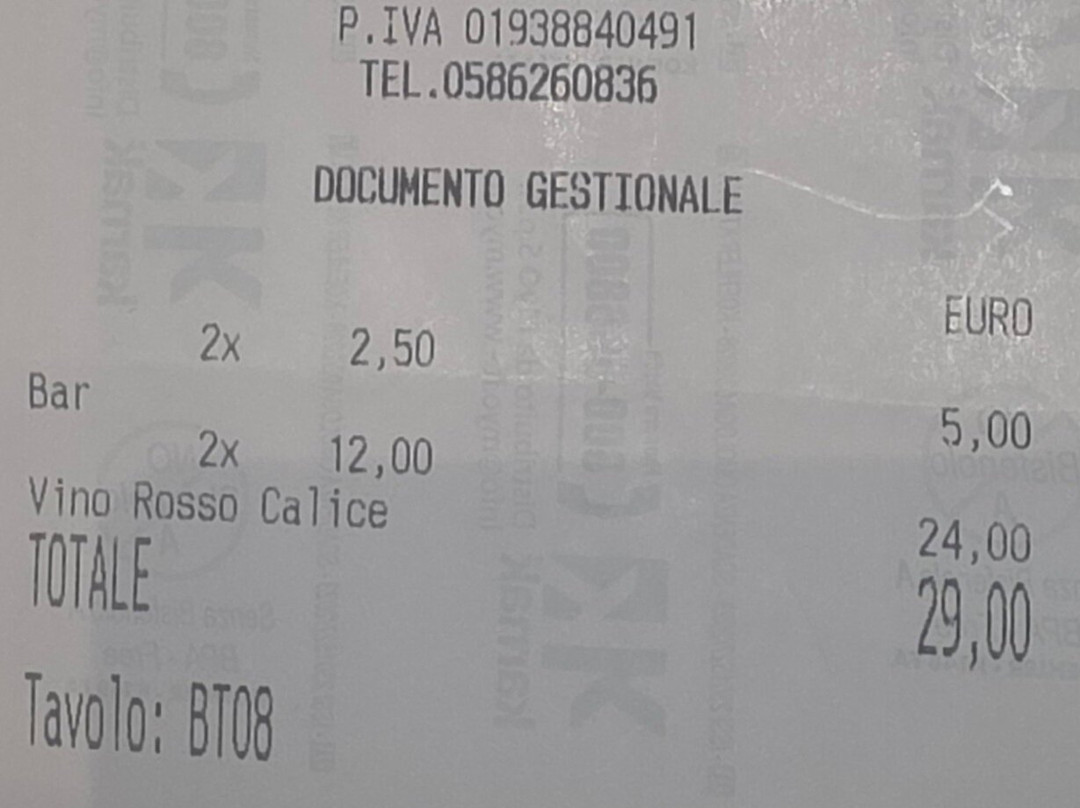 P.IVA 01938840491
TEL.0586260836
DOCUMENTO GESTIONALE
EURO
2x 2,50
Bar 5,00
2x 12,00
Vino Rosso Calice 24,00
TOTALE 29,00
Tavolo: BT08